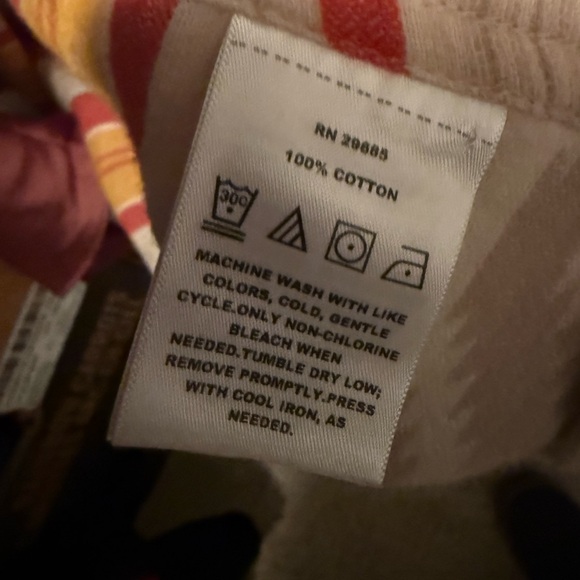 RN 29685
100% COTTON
30C
MACHINE WASH WITH LIKE
COLORS, COLD, GENTLE
CYCLE.ONLY NON-CHLORINE
BLEACH WHEN
NEEDED.TUMBLE DRY LOW;
REMOVE PROMPTLY.PRESS
WITH COOL IRON, AS
NEEDED.